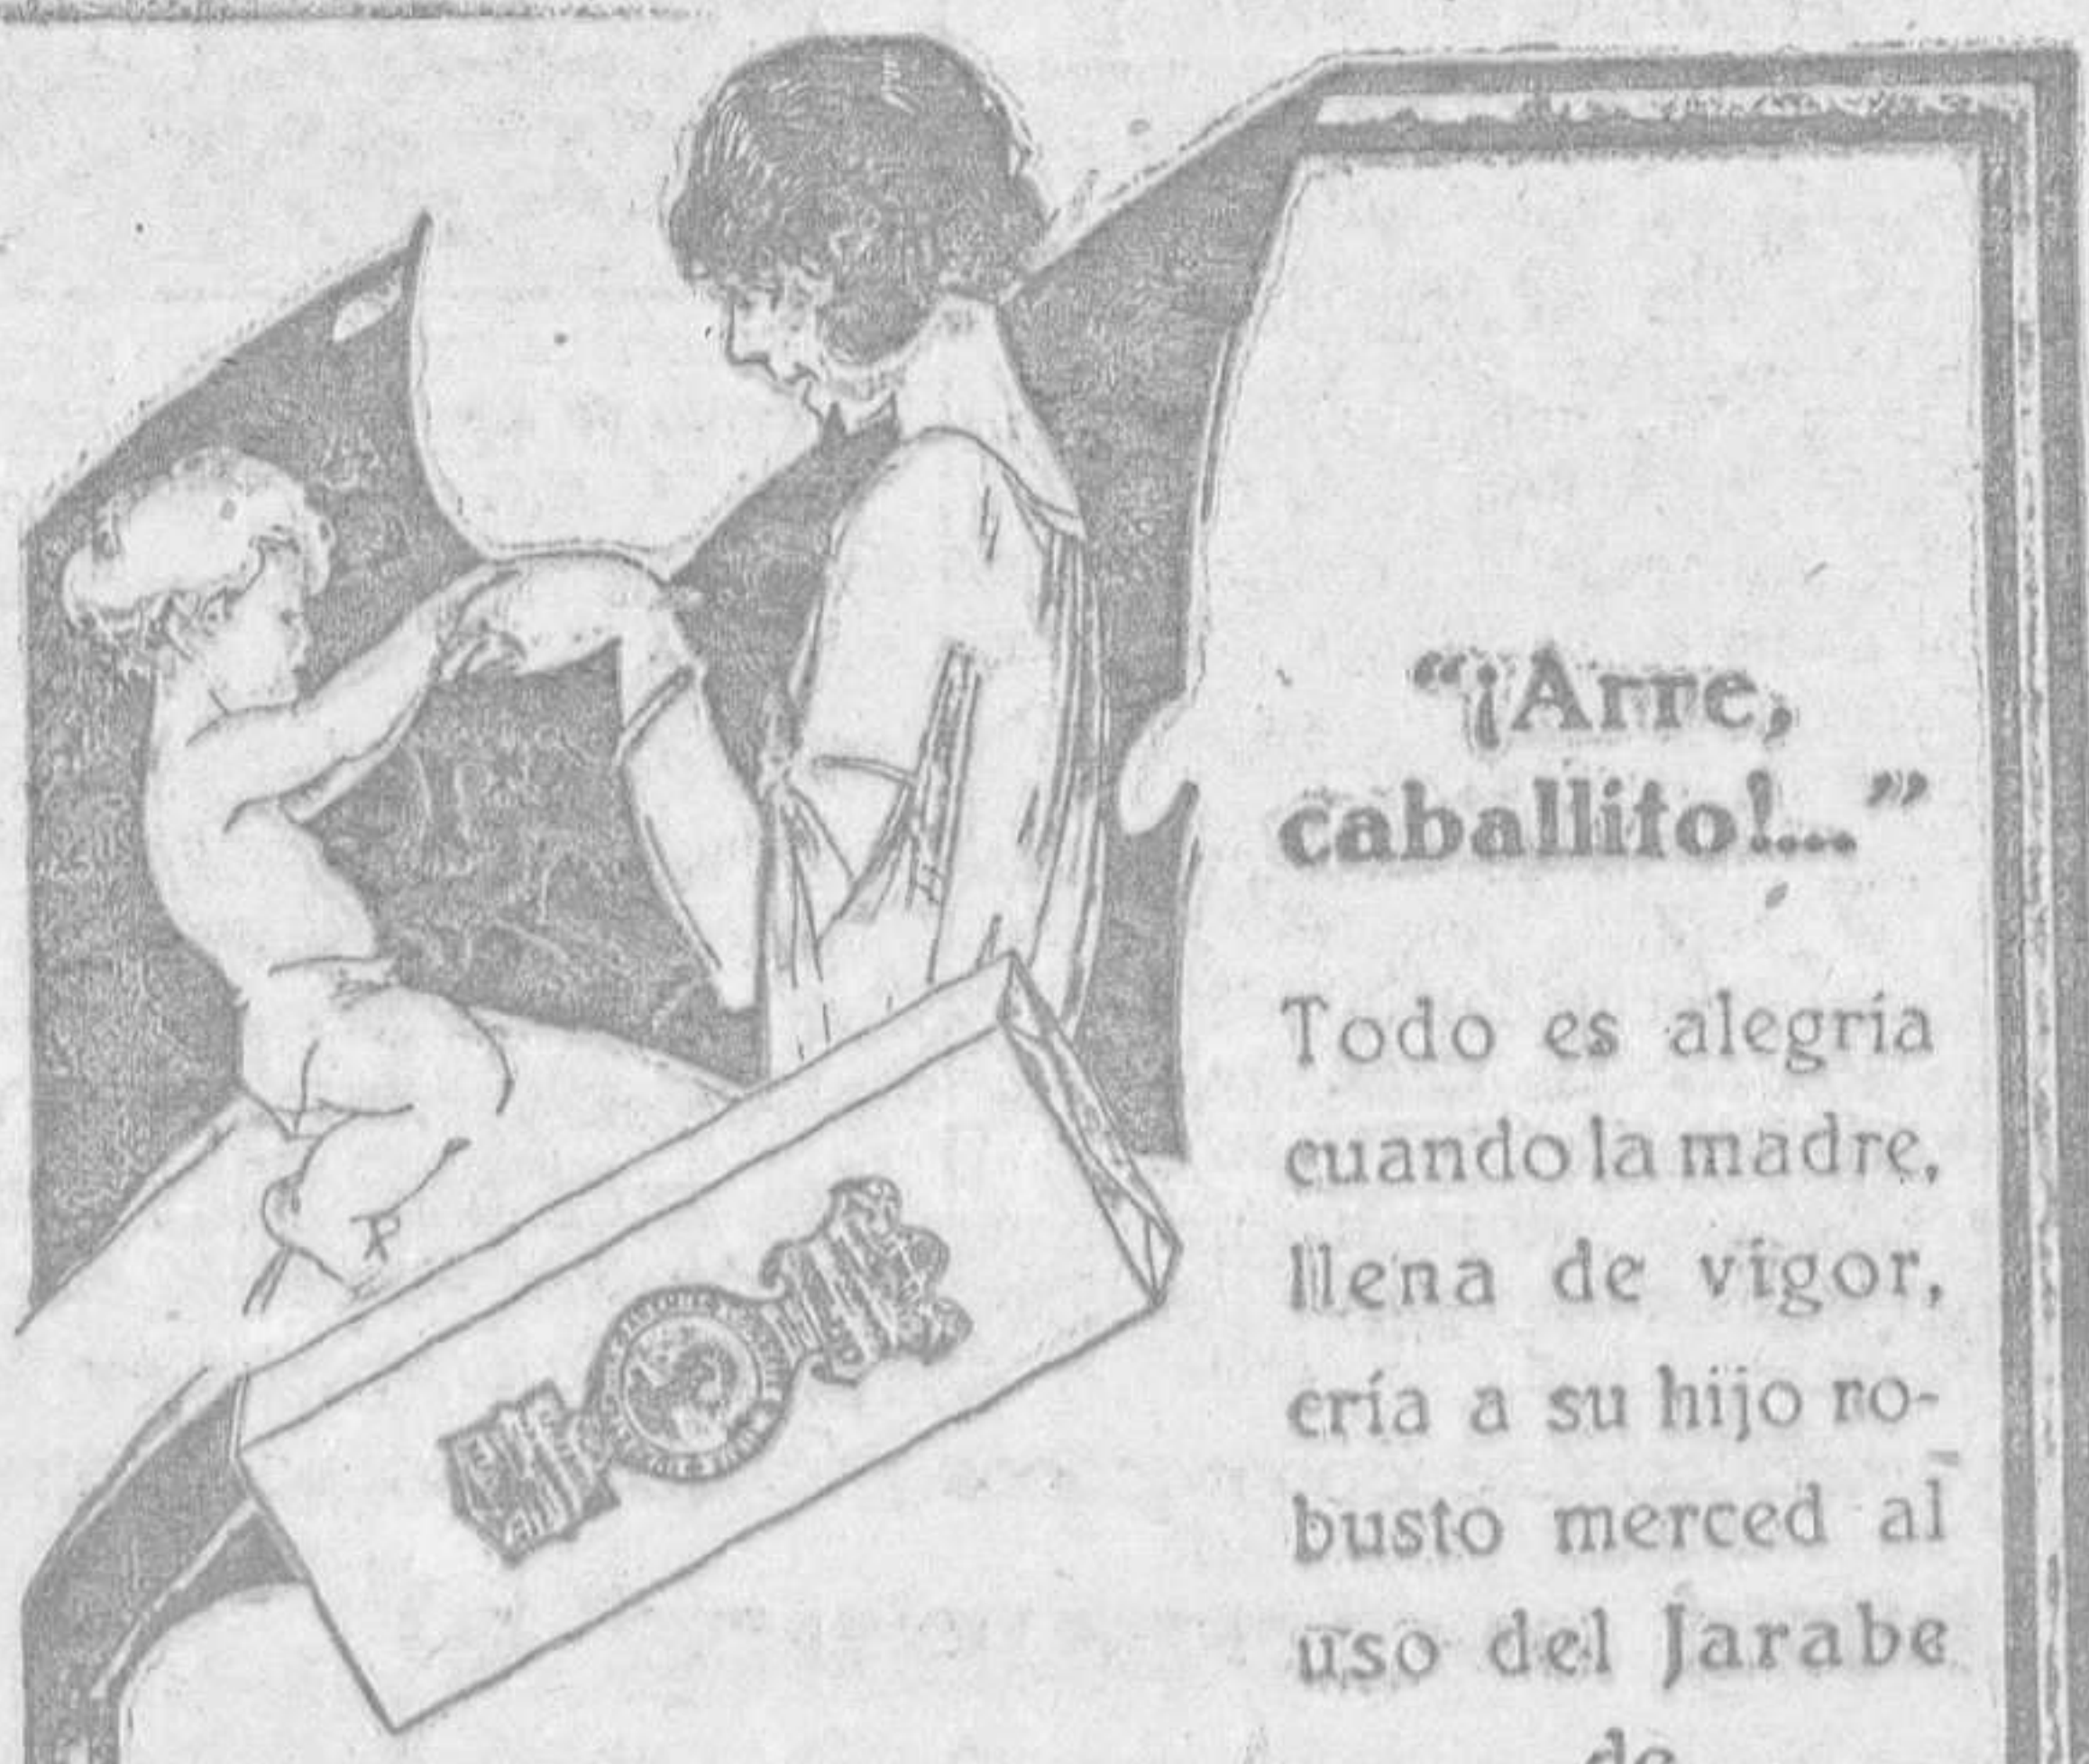 “¡Arre,
caballito!...”
Todo es alegría
cuando la madre,
llena de vigor,
cría a su hijo ro-
busto merced al
uso del Jarabe
de